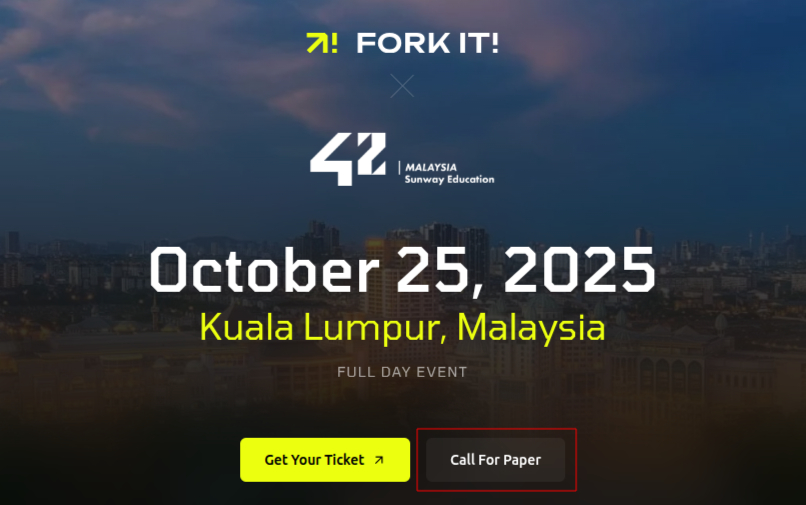 FORK IT!
42 | MALAYSIA
Sunway Education
October 25, 2025
Kuala Lumpur, Malaysia
FULL DAY EVENT
Get Your Ticket
Call For Paper